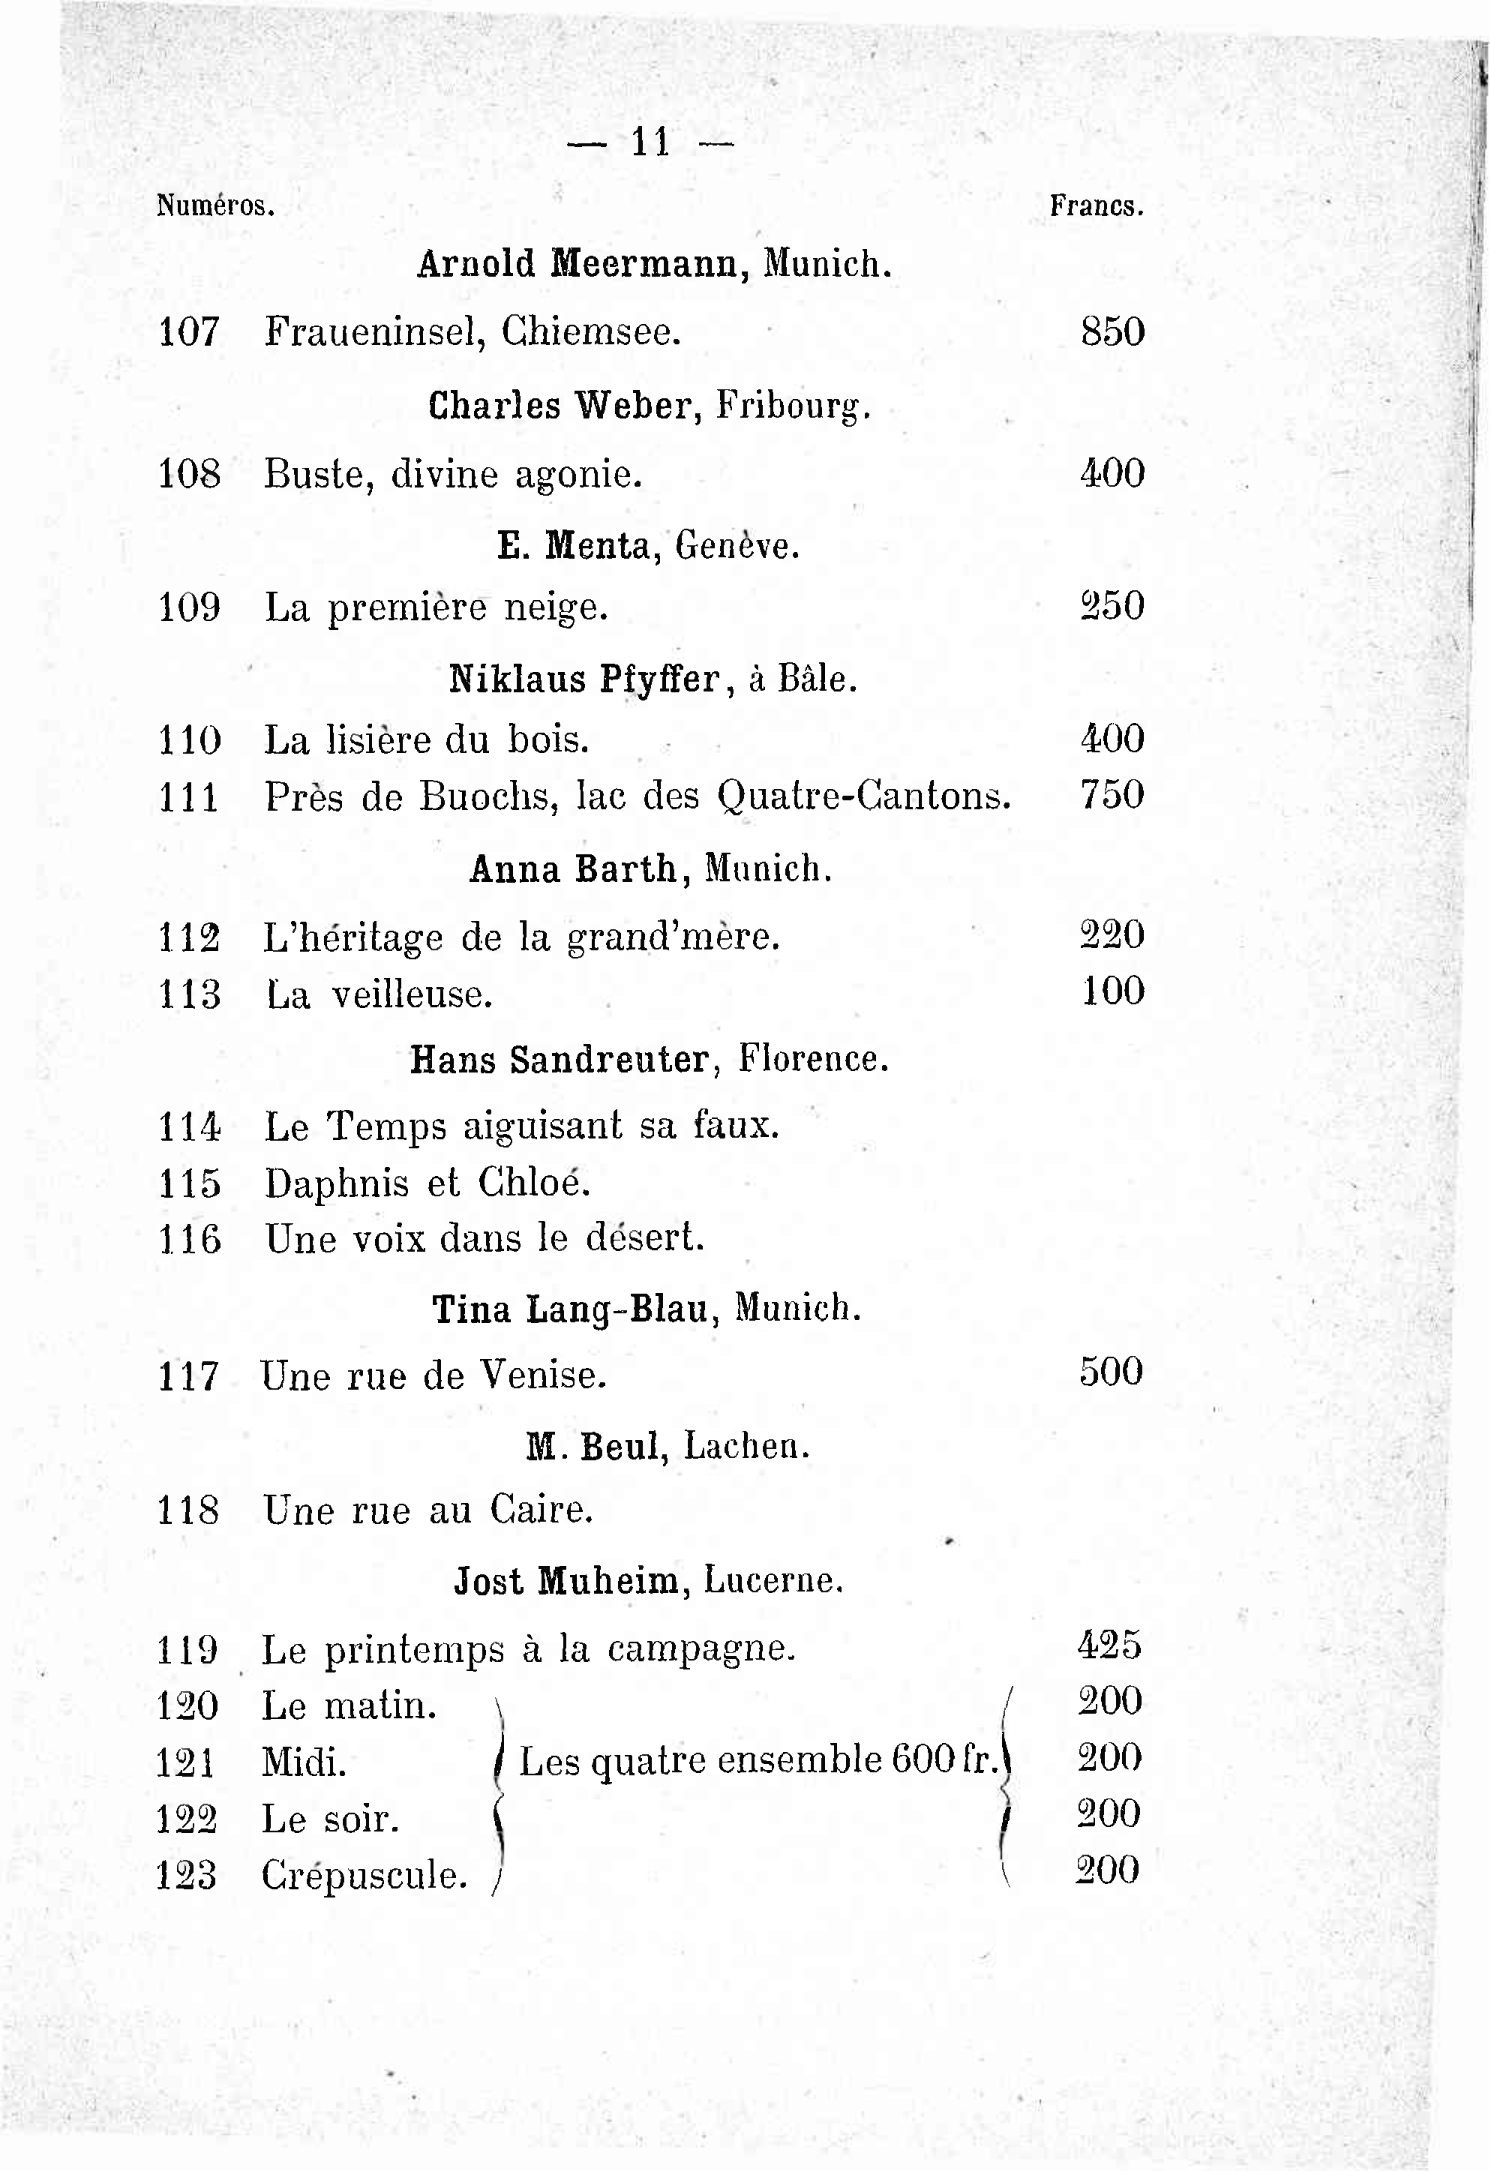 — 11 —
Numéros. Francs.
Arnold Meermann, Munich.
107 Fraueninsel, Chiemsee. 850
Charles Weber, Fribourg.
108 Buste, divine agonie. 400
E. Menta, Genève.
109 La première neige. 250
Niklaus Pfyffer, à Bâle.
110 La lisière du bois. 400
111 Près de Buochs, lac des Quatre-Cantons. 750
Anna Barth, Munich.
112 L'héritage de la grand'mère. 220
113 La veilleuse. 100
Hans Sandreuter, Florence.
114 Le Temps aiguisant sa faux.
115 Daphnis et Chloé.
116 Une voix dans le désert.
Tina Lang-Blau, Munich.
117 Une rue de Venise. 500
M. Beul, Lachen.
118 Une rue au Caire.
Jost Muheim, Lucerne.
119 Le printemps à la campagne. 425
120 Le matin. 200
121 Midi. Les quatre ensemble 600 fr. 200
122 Le soir. 200
123 Crépuscule. 200